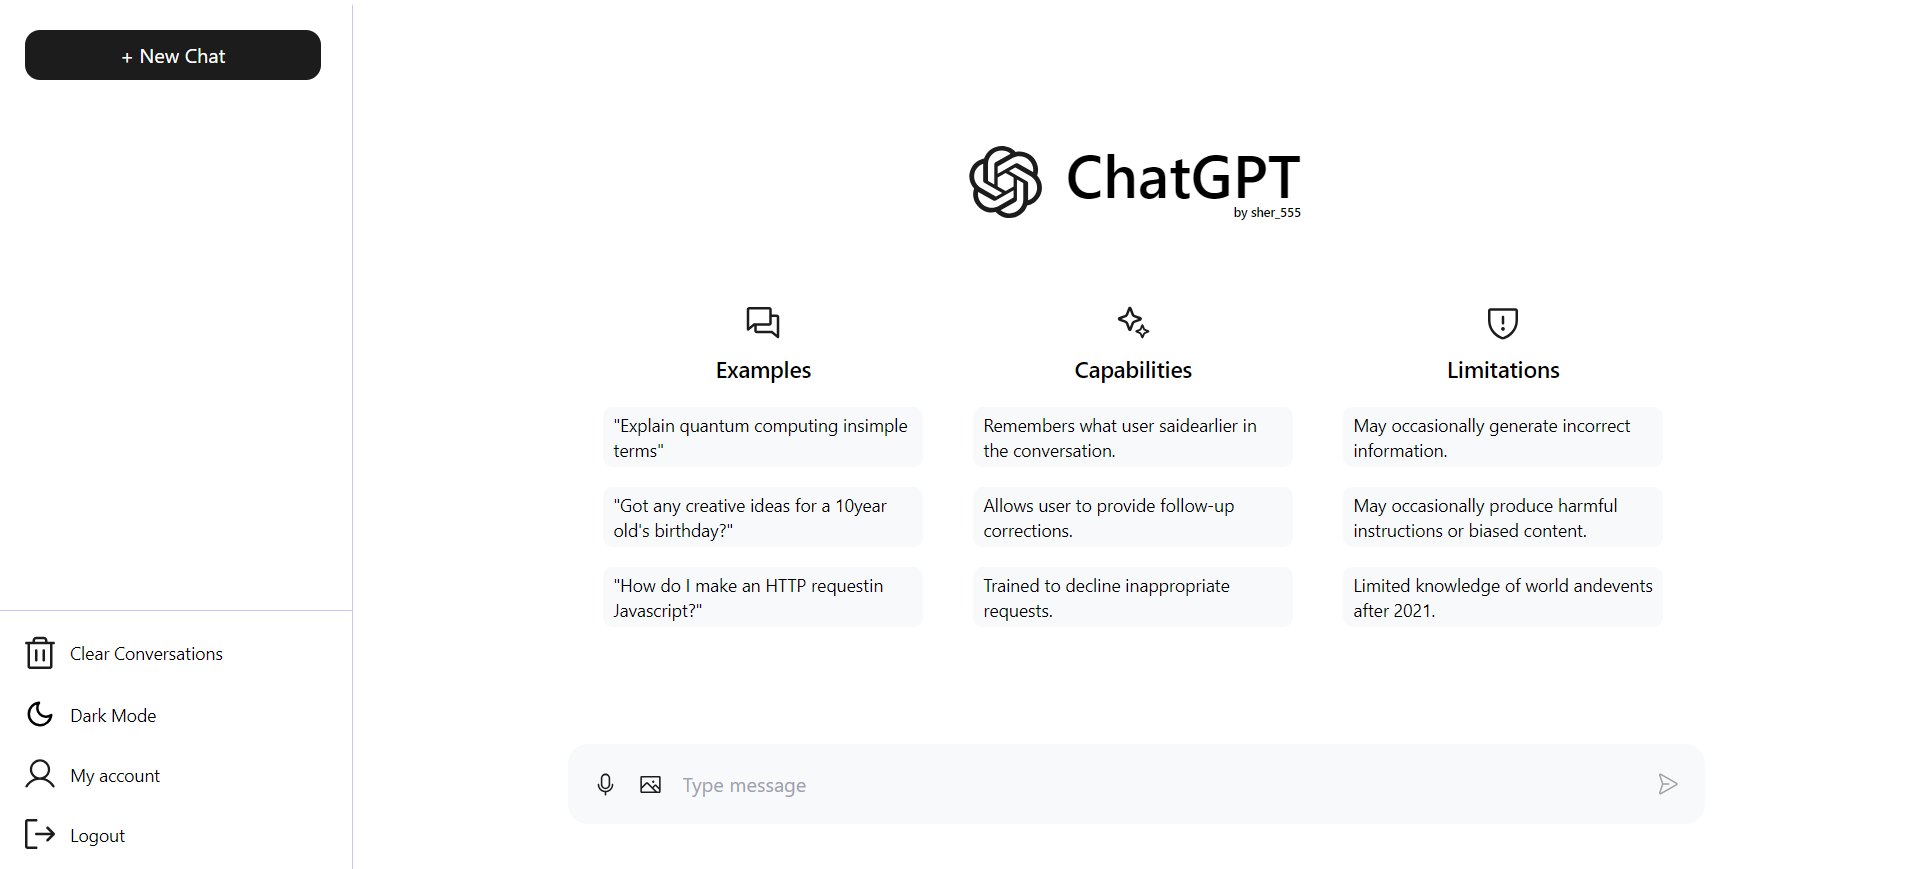 + New Chat
ChatGPT
by sher_555
Examples
"Explain quantum computing insimple
terms"
"Got any creative ideas for a 10year
old's birthday?"
"How do I make an HTTP requestin
Javascript?"
Capabilities
Remembers what user saidearlier in
the conversation.
Allows user to provide follow-up
corrections.
Trained to decline inappropriate
requests.
Limitations
May occasionally generate incorrect
information.
May occasionally produce harmful
instructions or biased content.
Limited knowledge of world andevents
after 2021.
Clear Conversations
Dark Mode
My account
Logout
Type message